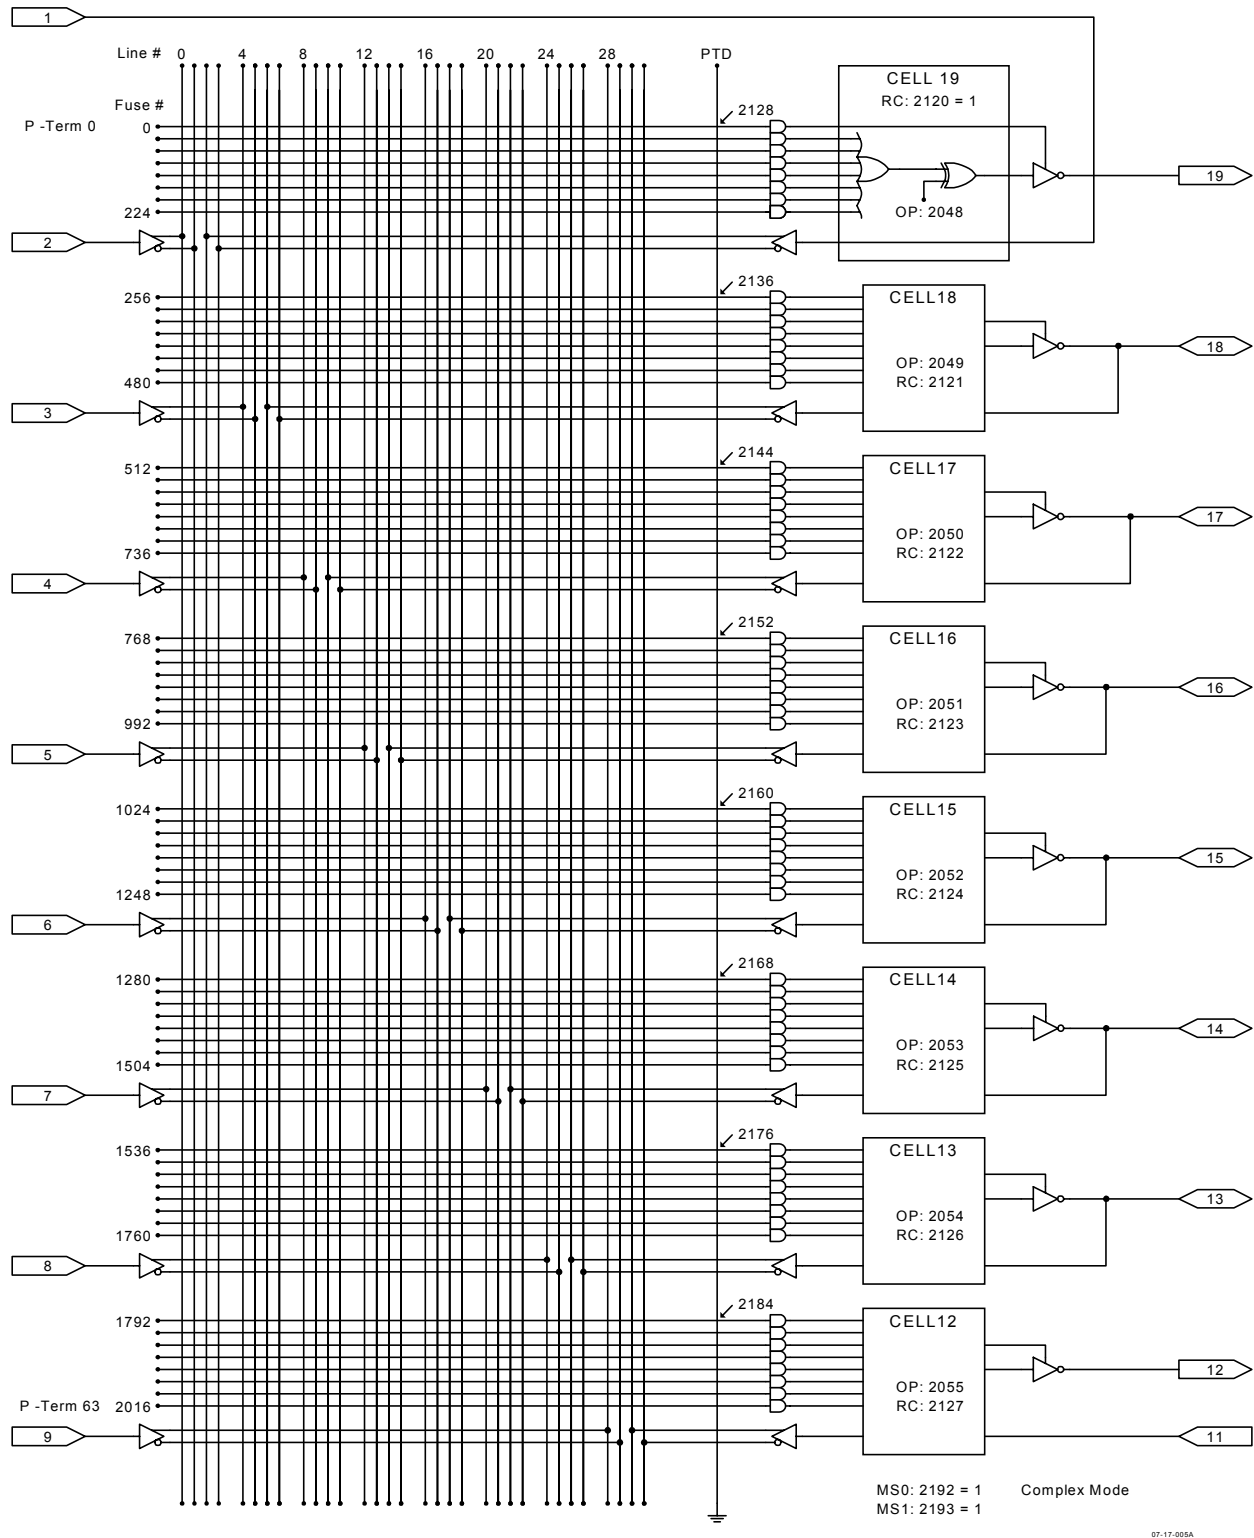 1
Line # 0 4 8 12 16 20 24 28 PTD
CELL 19
RC: 2120 = 1
Fuse #
P -Term 0 0
2128
19
224
OP: 2048
2
256
2136
CELL18
18
OP: 2049
480
RC: 2121
3
512
2144
CELL17
17
OP: 2050
736
RC: 2122
4
768
2152
CELL16
16
OP: 2051
992
RC: 2123
5
1024
2160
CELL15
15
OP: 2052
1248
RC: 2124
6
1280
2168
CELL14
14
OP: 2053
1504
RC: 2125
7
1536
2176
CELL13
13
OP: 2054
1760
RC: 2126
8
1792
2184
CELL12
12
OP: 2055
P -Term 63 2016
RC: 2127
9
11
MS0: 2192 = 1 Complex Mode
MS1: 2193 = 1
07-17-005A